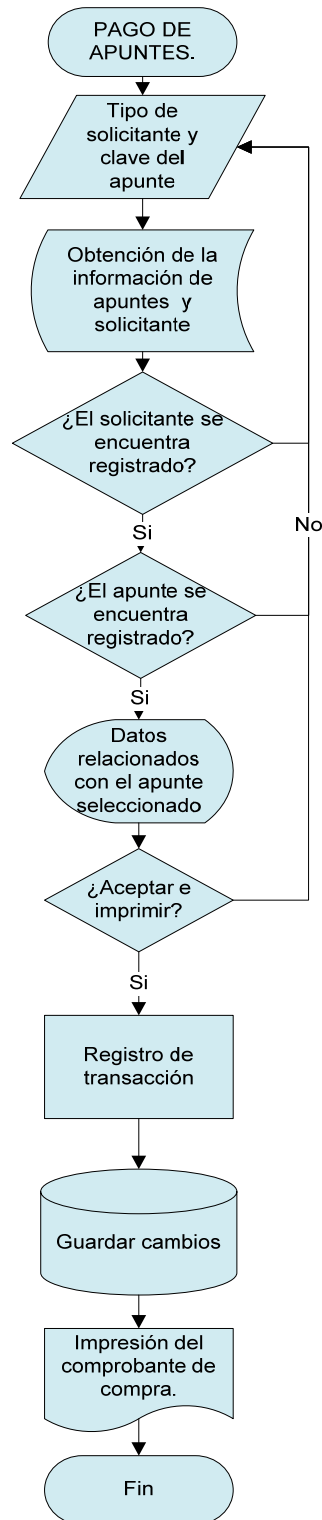 PAGO DE
APUNTES.
Tipo de
solicitante y
clave del
apunte
Obtención de la
información de
apuntes y
solicitante
¿El solicitante se
encuentra
registrado?
No
Si
¿El apunte se
encuentra
registrado?
Si
Datos
relacionados
con el apunte
seleccionado
¿Aceptar e
imprimir?
Si
Registro de
transacción
Guardar cambios
Impresión del
comprobante de
compra.
Fin